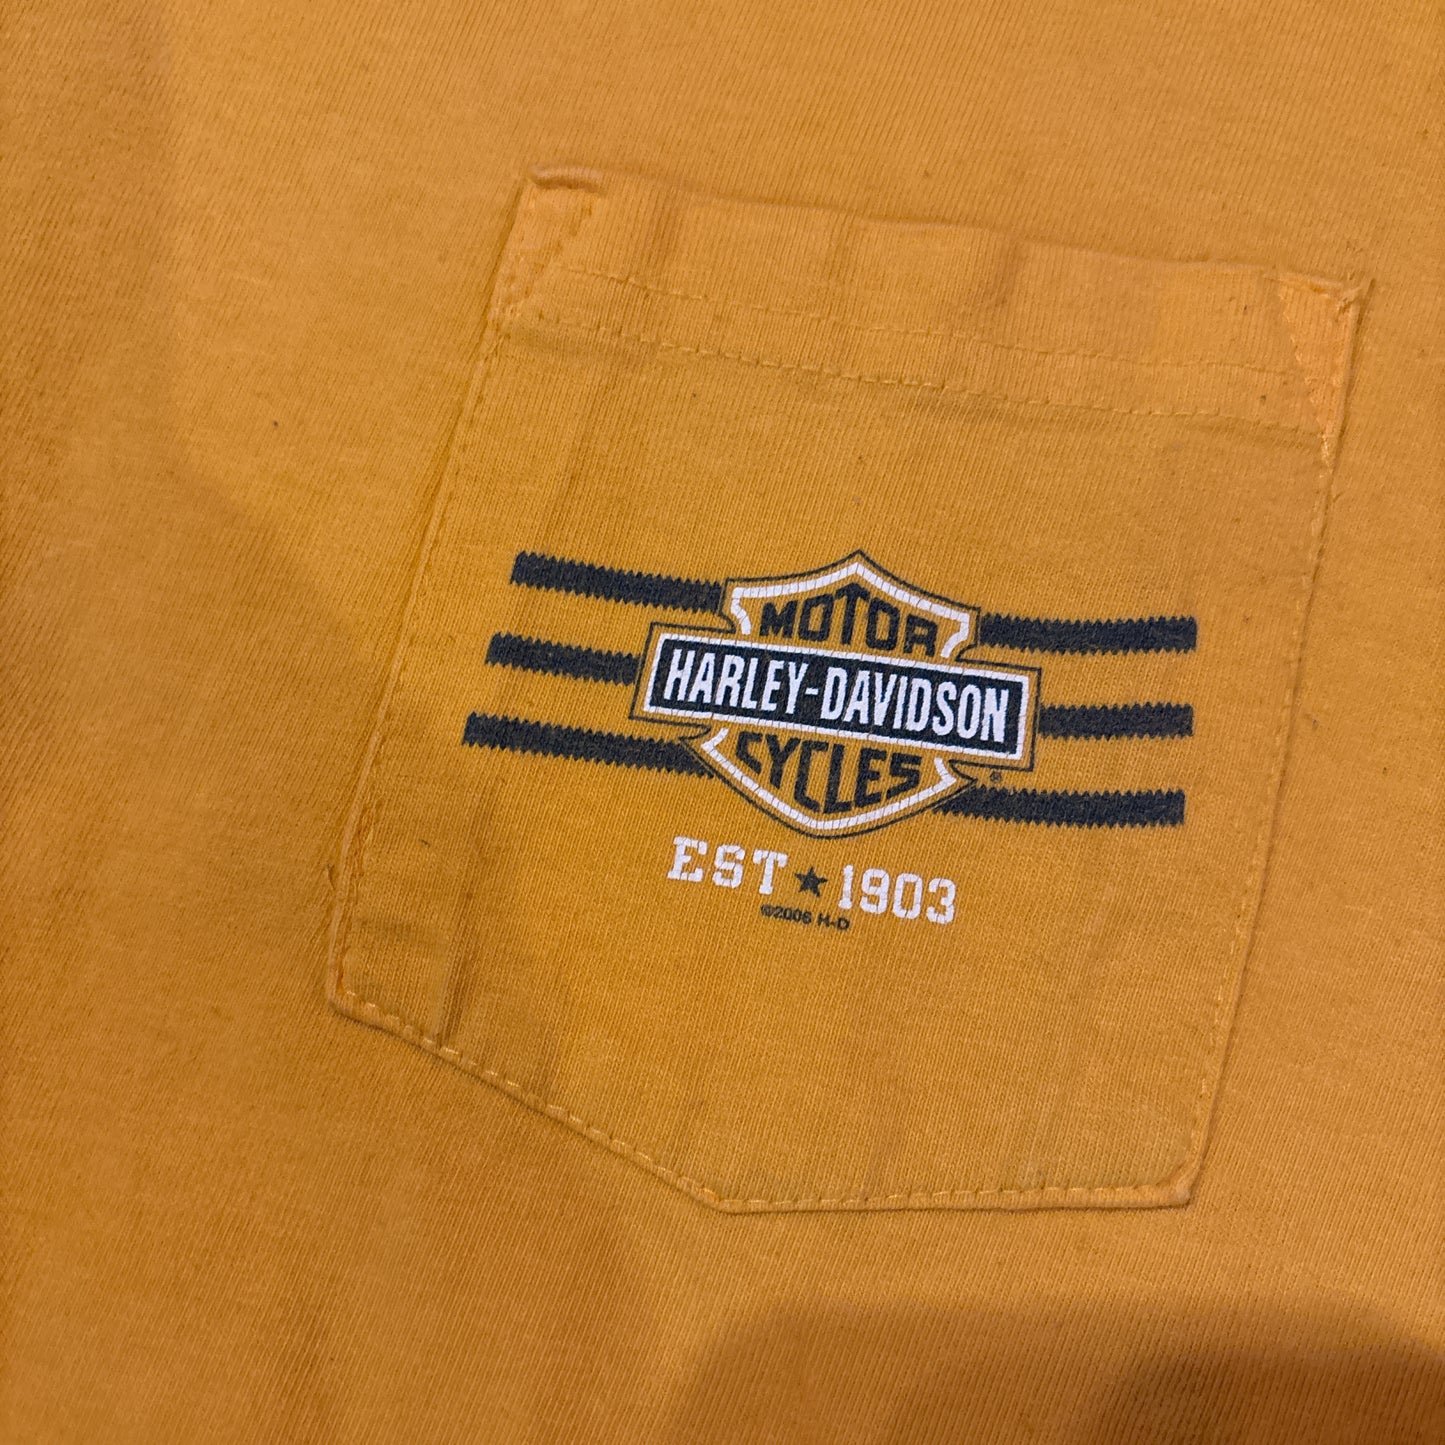 MOTOR
HARLEY-DAVIDSON
CYCLES
®
EST ★ 1903
©2006 H-D